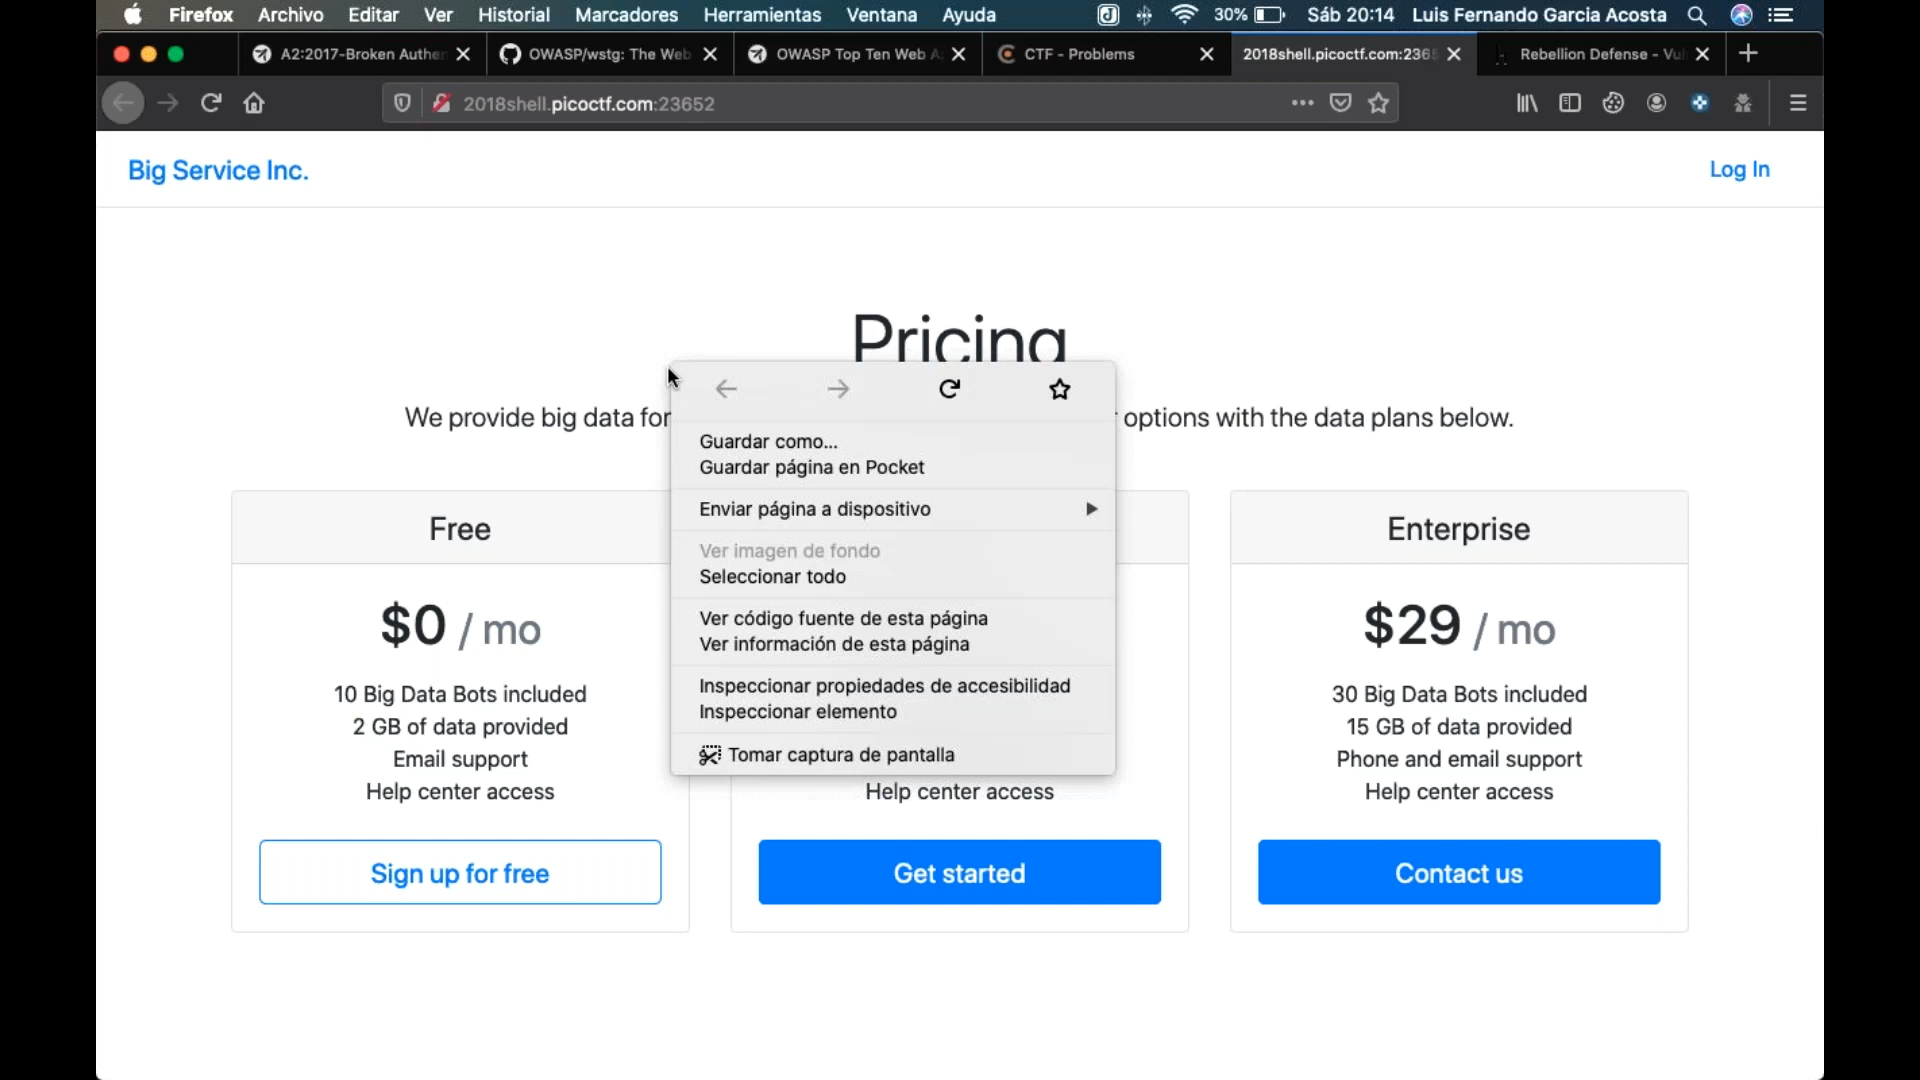 Firefox Archivo Editar Ver Historial Marcadores Herramientas Ventana Ayuda 30% Sáb 20:14 Luis Fernando Garcia Acosta
A2:2017-Broken Authen OWASP/wstg: The Web OWASP Top Ten Web A CTF - Problems 2018shell.picoctf.com:2365 Rebellion Defense - Vul
2018shell.picoctf.com:23652
Big Service Inc. Log In
Pricing
We provide big data for options with the data plans below.
Guardar como...
Guardar página en Pocket
Enviar página a dispositivo
Ver imagen de fondo
Seleccionar todo
Ver código fuente de esta página
Ver información de esta página
Inspeccionar propiedades de accesibilidad
Inspeccionar elemento
Tomar captura de pantalla
Free
$0 / mo
10 Big Data Bots included
2 GB of data provided
Email support
Help center access
Sign up for free
Help center access
Get started
Enterprise
$29 / mo
30 Big Data Bots included
15 GB of data provided
Phone and email support
Help center access
Contact us